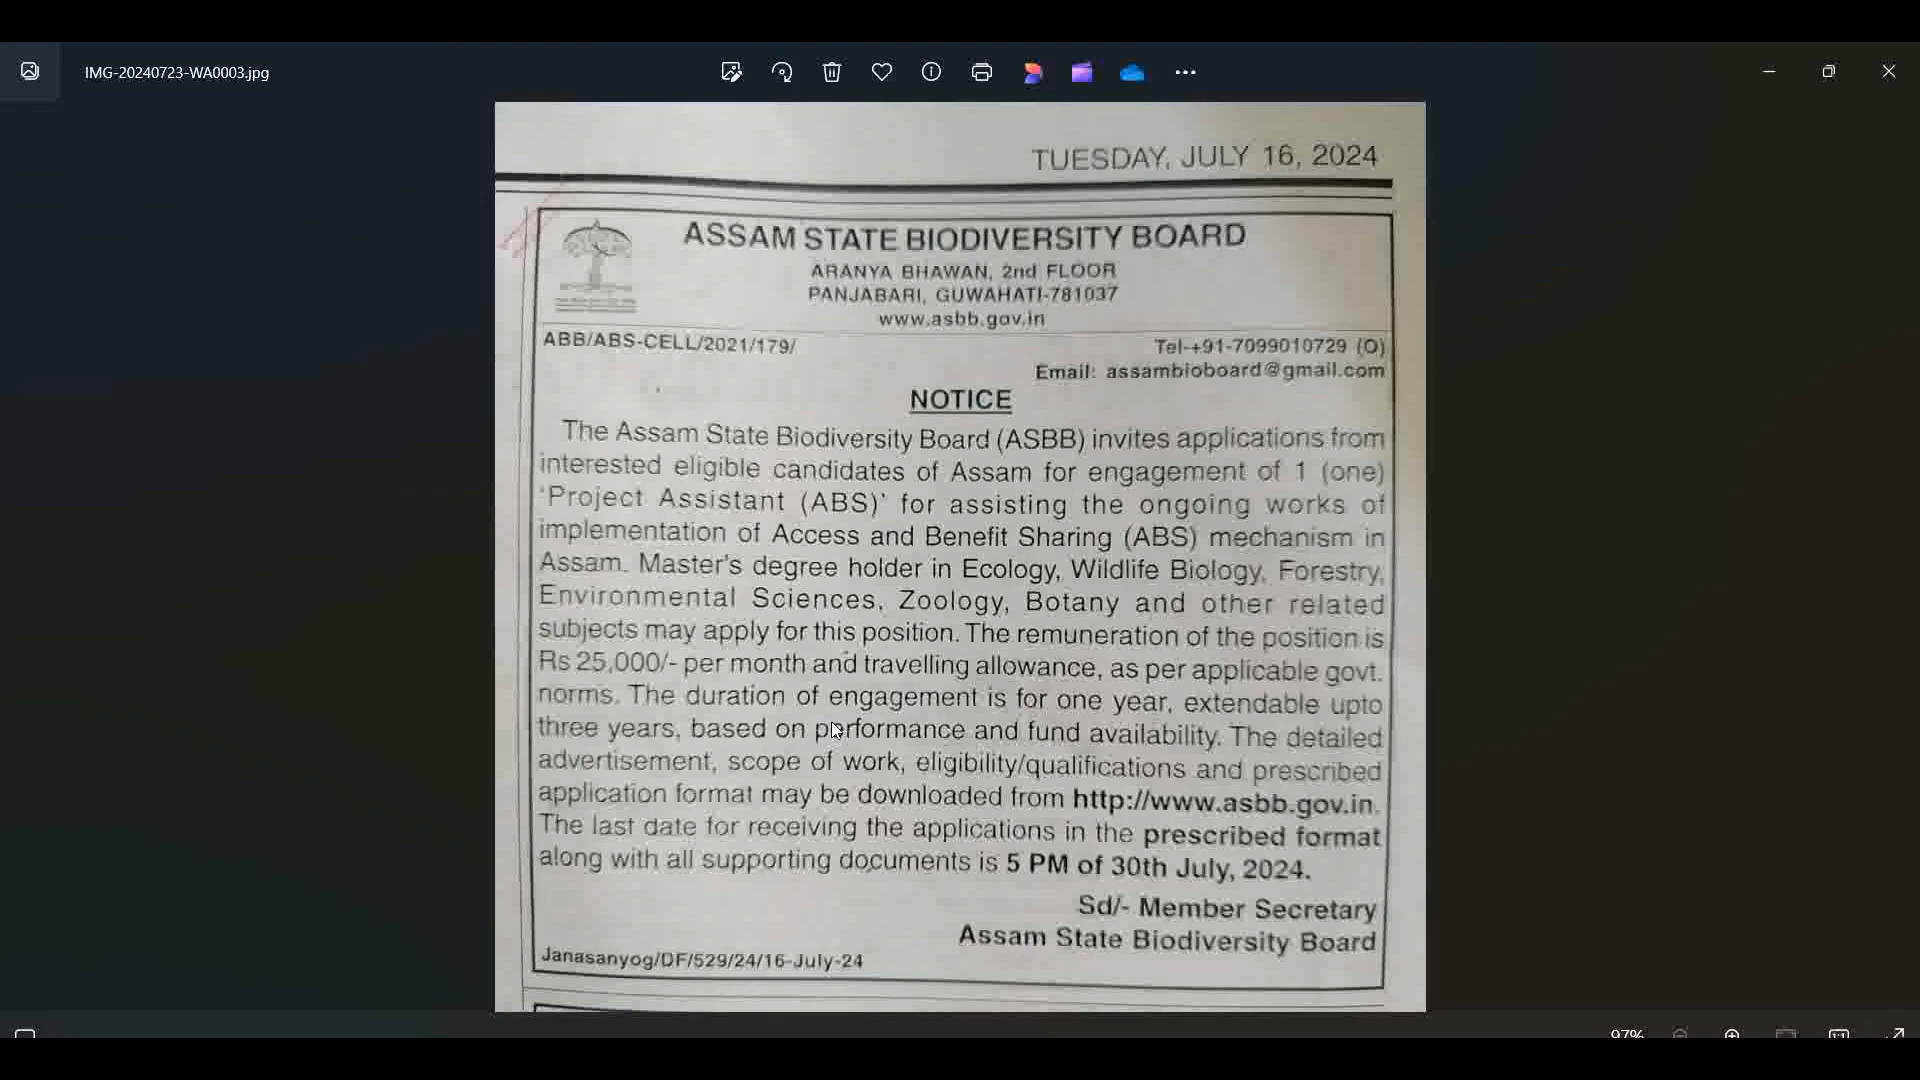 IMG-20240723-WA0003.jpg
TUESDAY, JULY 16, 2024
ASSAM STATE BIODIVERSITY BOARD
ARANYA BHAWAN, 2nd FLOOR
PANJABARI, GUWAHATI-781037
www.asbb.gov.in
ABB/ABS-CELL/2021/179/
Tel-+91-7099010729 (O)
Email: assambioboard@gmail.com
NOTICE
The Assam State Biodiversity Board (ASBB) invites applications from
interested eligible candidates of Assam for engagement of 1 (one)
'Project Assistant (ABS)' for assisting the ongoing works of
implementation of Access and Benefit Sharing (ABS) mechanism in
Assam. Master's degree holder in Ecology, Wildlife Biology, Forestry,
Environmental Sciences, Zoology, Botany and other related
subjects may apply for this position. The remuneration of the position is
Rs 25,000/- per month and travelling allowance, as per applicable govt.
norms. The duration of engagement is for one year, extendable upto
three years, based on performance and fund availability. The detailed
advertisement, scope of work, eligibility/qualifications and prescribed
application format may be downloaded from http://www.asbb.gov.in.
The last date for receiving the applications in the prescribed format
along with all supporting documents is 5 PM of 30th July, 2024.
Sd/- Member Secretary
Assam State Biodiversity Board
Janasanyog/DF/529/24/16-July-24
97%